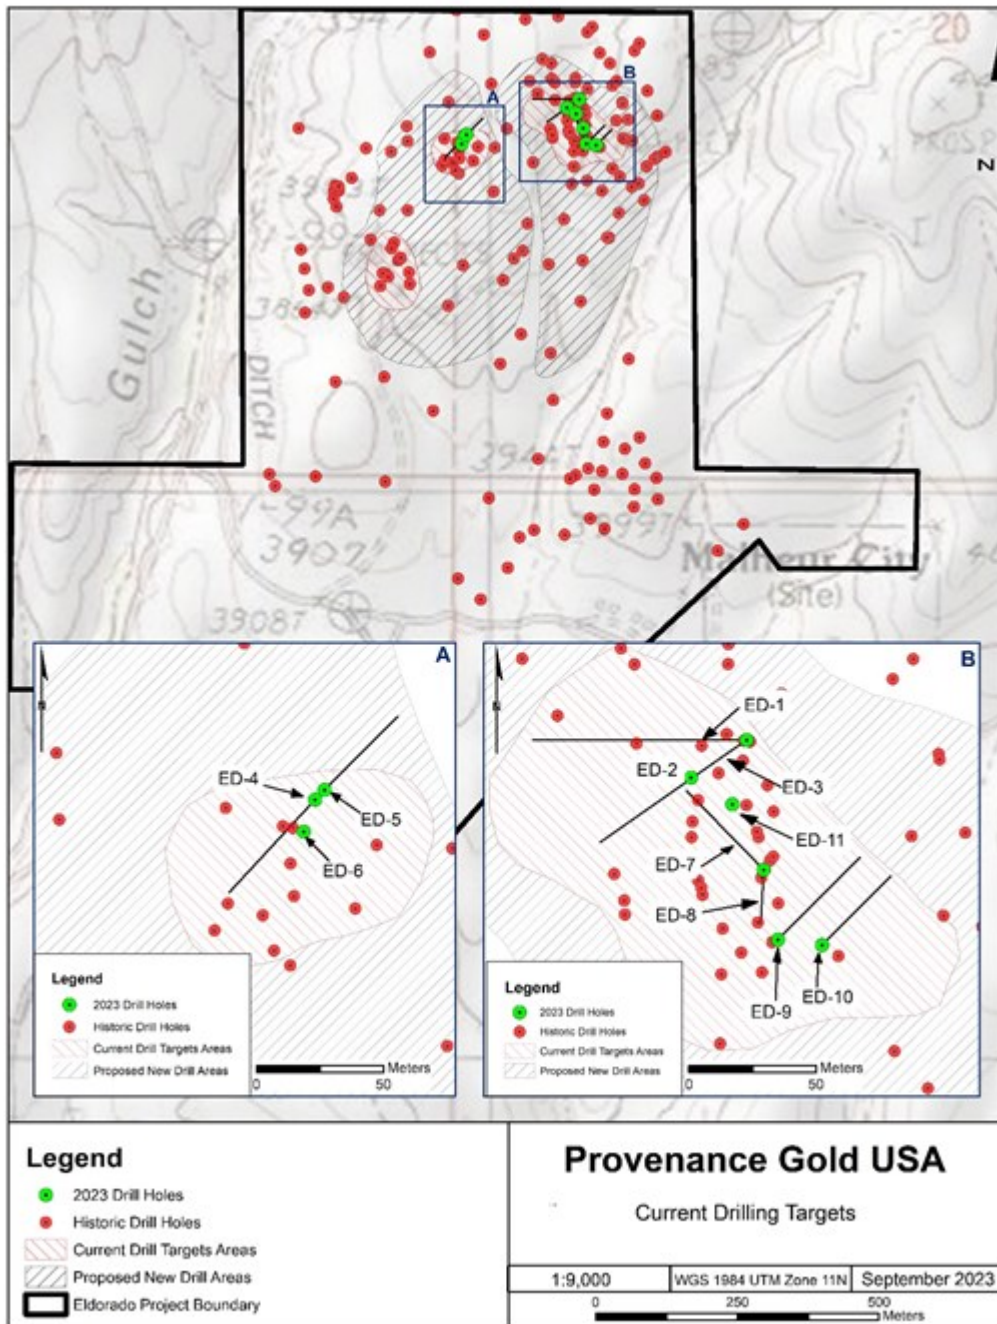 20
A
B
N
Gulch
DITCH
3907
39087
Malheur City
(Site)
A
N
ED-4
ED-5
ED-6
Legend
2023 Drill Holes
Historic Drill Holes
Current Drill Targets Areas
Proposed New Drill Areas
Meters
0 50
B
N
ED-1
ED-2
ED-3
ED-11
ED-7
ED-8
ED-9
ED-10
Legend
2023 Drill Holes
Historic Drill Holes
Current Drill Targets Areas
Proposed New Drill Areas
Meters
0 50
Legend
2023 Drill Holes
Historic Drill Holes
Current Drill Targets Areas
Proposed New Drill Areas
Eldorado Project Boundary
Provenance Gold USA
Current Drilling Targets
1:9,000 WGS 1984 UTM Zone 11N September 2023
0 250 500
Meters